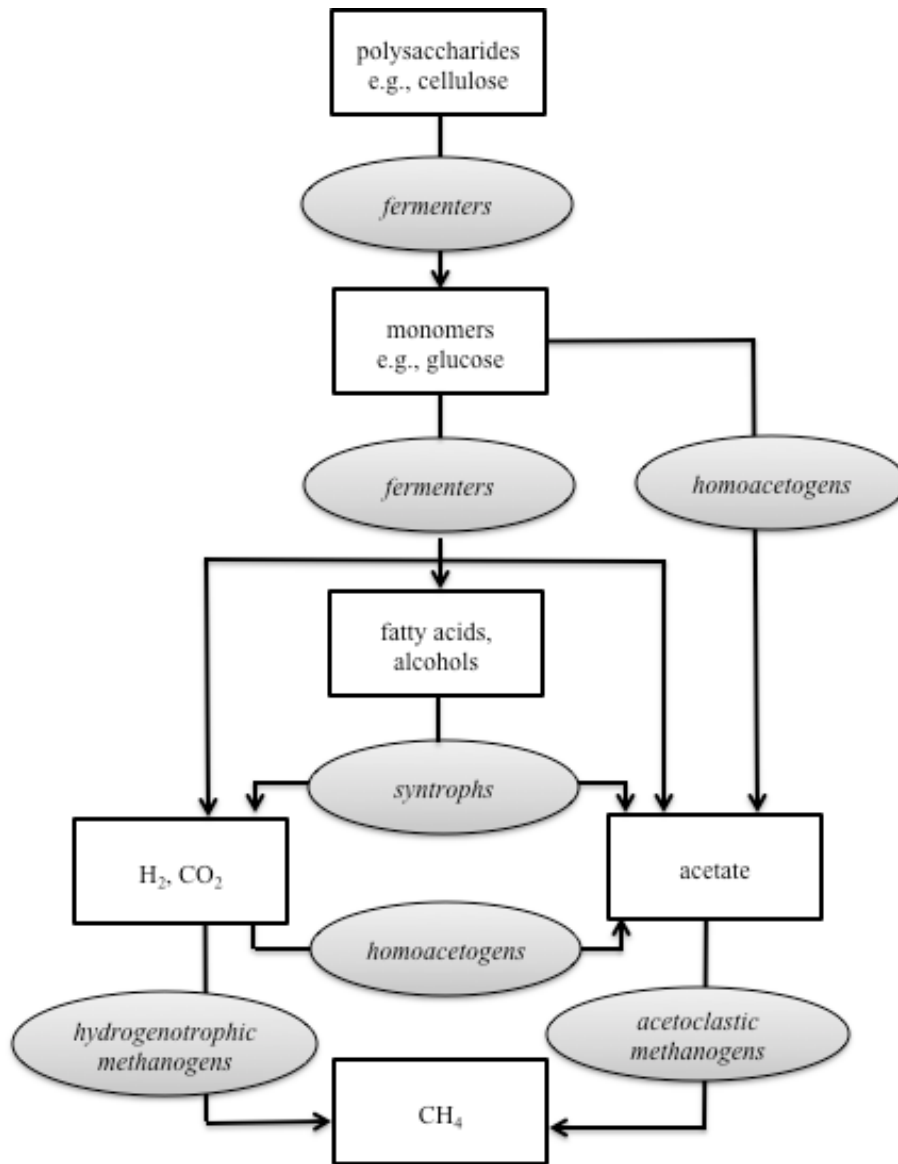 polysaccharides
e.g., cellulose
fermenters
monomers
e.g., glucose
fermenters
homoacetogens
fatty acids,
alcohols
syntrophs
H₂, CO₂
acetate
homoacetogens
hydrogenotrophic
methanogens
acetoclastic
methanogens
CH₄